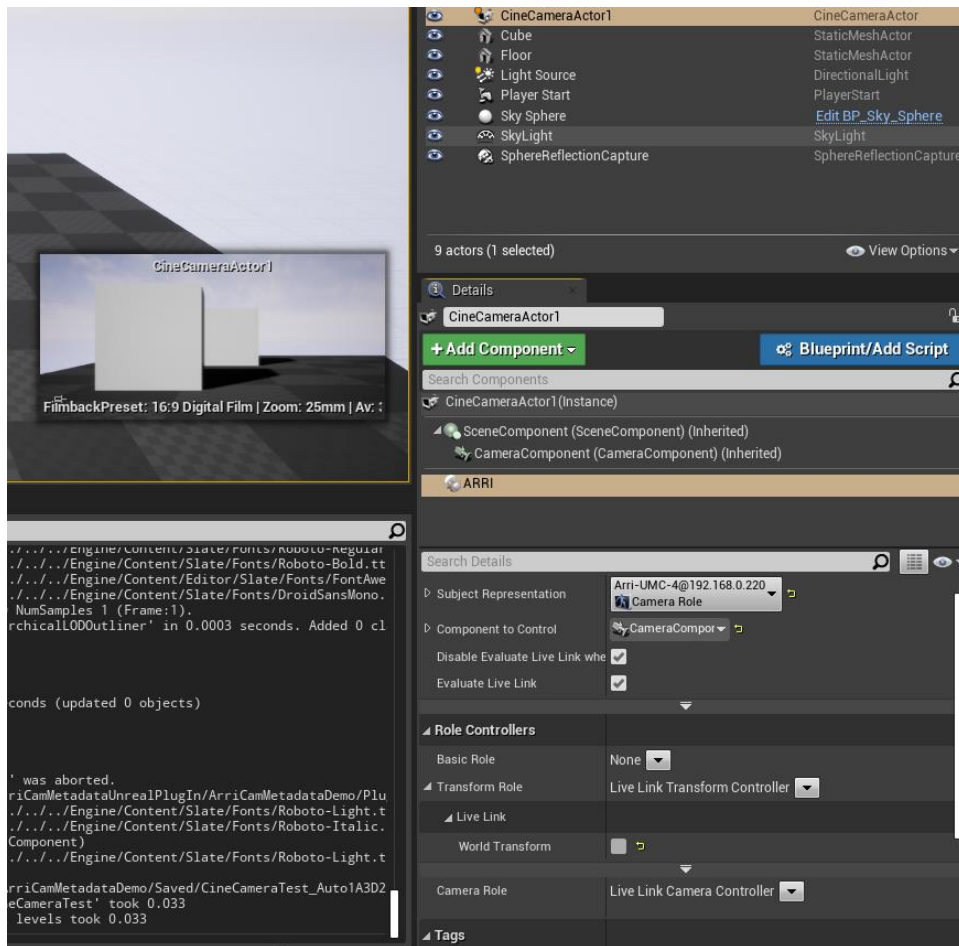 CineCameraActor1 CineCameraActor
Cube StaticMeshActor
Floor StaticMeshActor
Light Source DirectionalLight
Player Start PlayerStart
Sky Sphere Edit BP_Sky_Sphere
SkyLight SkyLight
SphereReflectionCapture SphereReflectionCapture
9 actors (1 selected) View Options
CineCameraActor1
FilmbackPreset: 16:9 Digital Film | Zoom: 25mm | Av:
Details
CineCameraActor1
+Add Component Blueprint/Add Script
Search Components
CineCameraActor1(Instance)
SceneComponent (SceneComponent) (Inherited)
CameraComponent (CameraComponent) (Inherited)
ARRI
./../../Engine/Content/Slate/Fonts/Roboto-Regular
./../../Engine/Content/Slate/Fonts/Roboto-Bold.tt
./../../Engine/Content/Editor/Slate/Fonts/FontAwe
./../../Engine/Content/Slate/Fonts/DroidSansMono.
NumSamples 1 (Frame:1).
rchicalLODOutliner' in 0.0003 seconds. Added 0 cl
conds (updated 0 objects)
' was aborted.
riCamMetadataUnrealPlugIn/ArriCamMetadataDemo/Plu
./../../Engine/Content/Slate/Fonts/Roboto-Light.t
./../../Engine/Content/Slate/Fonts/Roboto-Italic.
Component)
./../../Engine/Content/Slate/Fonts/Roboto-Light.t
rriCamMetadataDemo/Saved/CineCameraTest_Auto1A3D2
eCameraTest' took 0.033
levels took 0.033
Search Details
Subject Representation Arri-UMC-4@192.168.0.220
Camera Role
Component to Control CameraCompor
Disable Evaluate Live Link whe
Evaluate Live Link
Role Controllers
Basic Role None
Transform Role Live Link Transform Controller
Live Link
World Transform
Camera Role Live Link Camera Controller
Tags